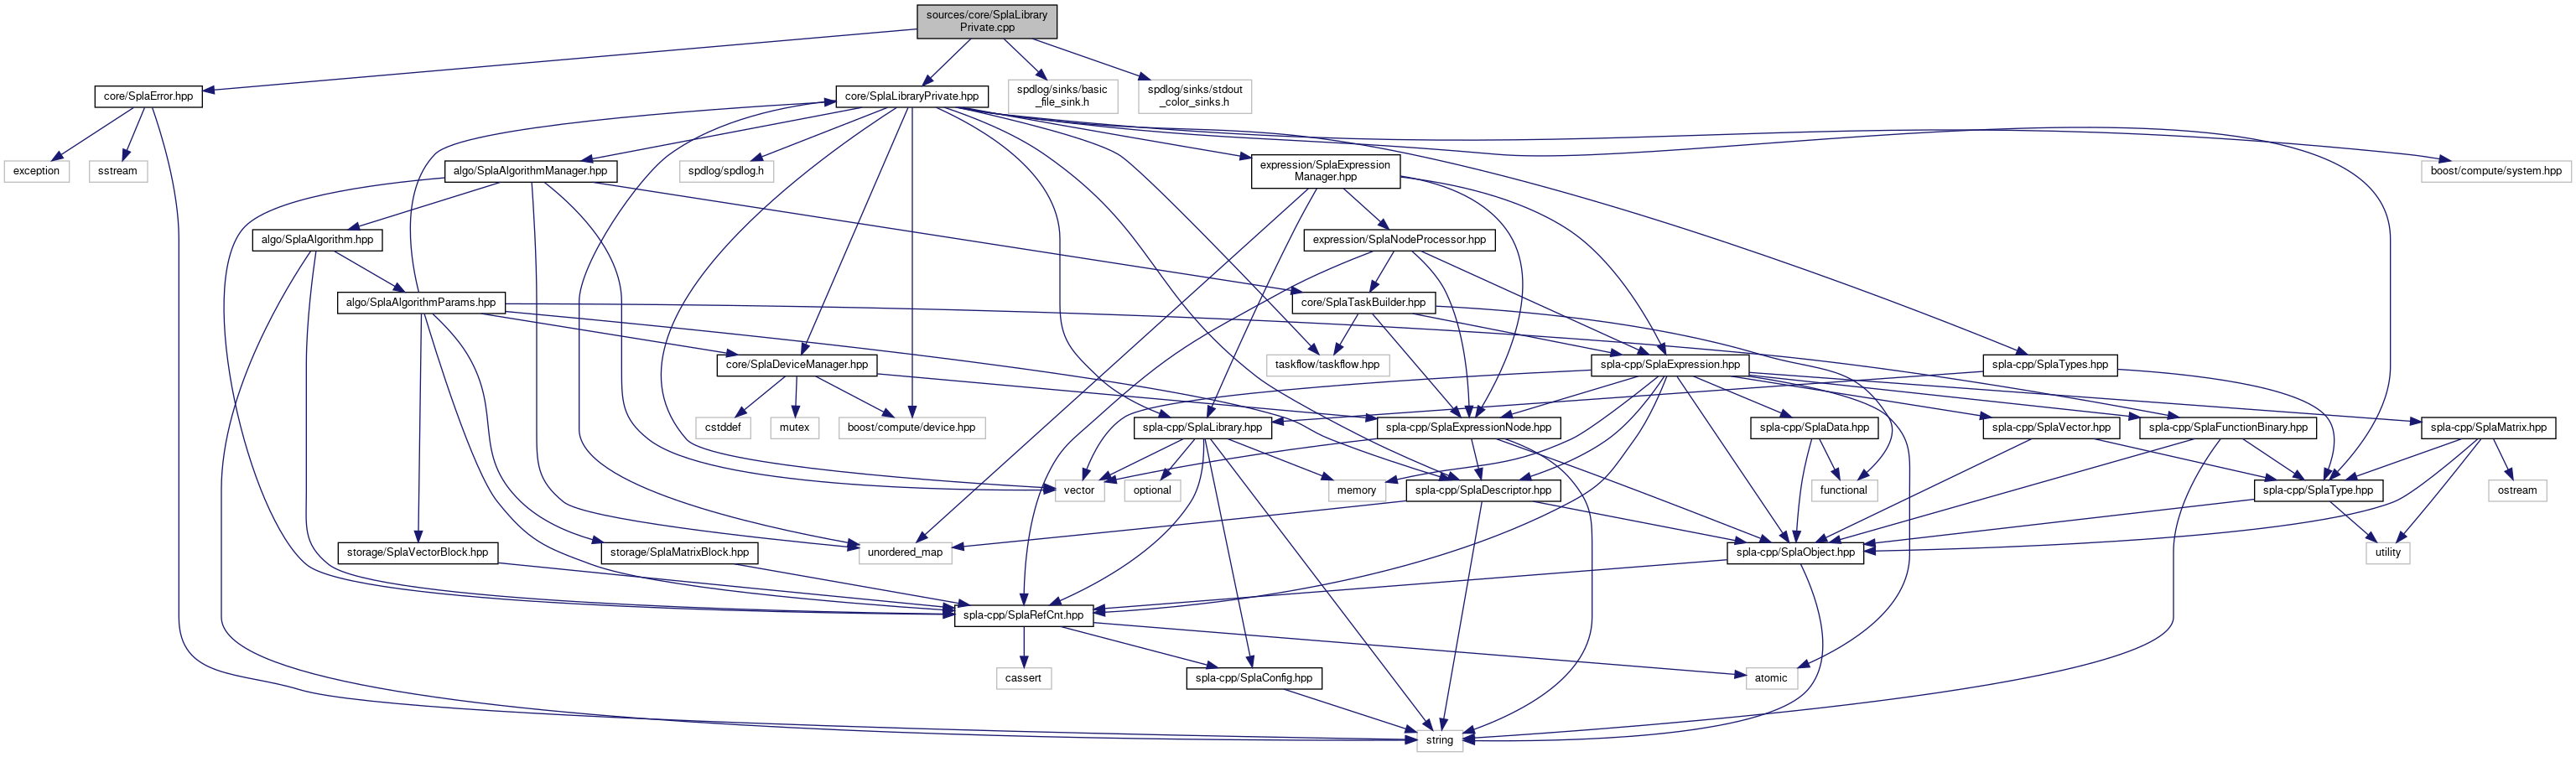 sources/core/SplaLibrary
Private.cpp
core/SplaError.hpp
core/SplaLibraryPrivate.hpp
spdlog/sinks/basic
_file_sink.h
spdlog/sinks/stdout
_color_sinks.h
exception
sstream
algo/SplaAlgorithmManager.hpp
spdlog/spdlog.h
expression/SplaExpression
Manager.hpp
boost/compute/system.hpp
algo/SplaAlgorithm.hpp
expression/SplaNodeProcessor.hpp
algo/SplaAlgorithmParams.hpp
core/SplaTaskBuilder.hpp
core/SplaDeviceManager.hpp
taskflow/taskflow.hpp
spla-cpp/SplaExpression.hpp
spla-cpp/SplaTypes.hpp
cstddef
mutex
boost/compute/device.hpp
spla-cpp/SplaLibrary.hpp
spla-cpp/SplaExpressionNode.hpp
spla-cpp/SplaData.hpp
spla-cpp/SplaVector.hpp
spla-cpp/SplaFunctionBinary.hpp
spla-cpp/SplaMatrix.hpp
vector
optional
memory
spla-cpp/SplaDescriptor.hpp
functional
spla-cpp/SplaType.hpp
ostream
storage/SplaVectorBlock.hpp
storage/SplaMatrixBlock.hpp
unordered_map
spla-cpp/SplaObject.hpp
utility
spla-cpp/SplaRefCnt.hpp
cassert
spla-cpp/SplaConfig.hpp
atomic
string